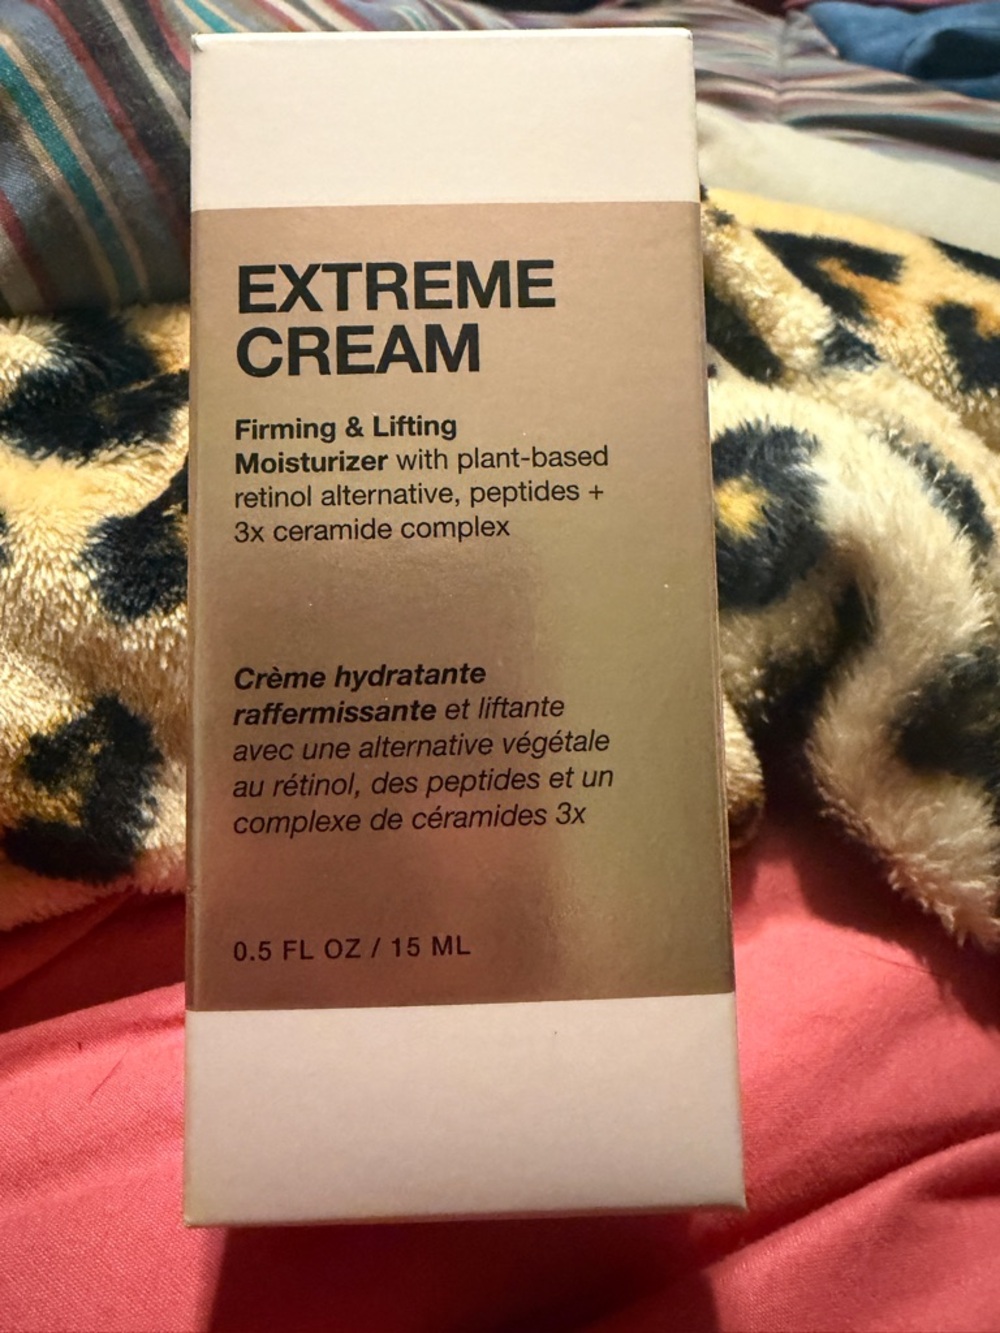 EXTREME
CREAM
Firming & Lifting
Moisturizer with plant-based
retinol alternative, peptides +
3x ceramide complex
Crème hydratante
raffermissante et liftante
avec une alternative végétale
au rétinol, des peptides et un
complexe de céramides 3x
0.5 FL OZ / 15 ML